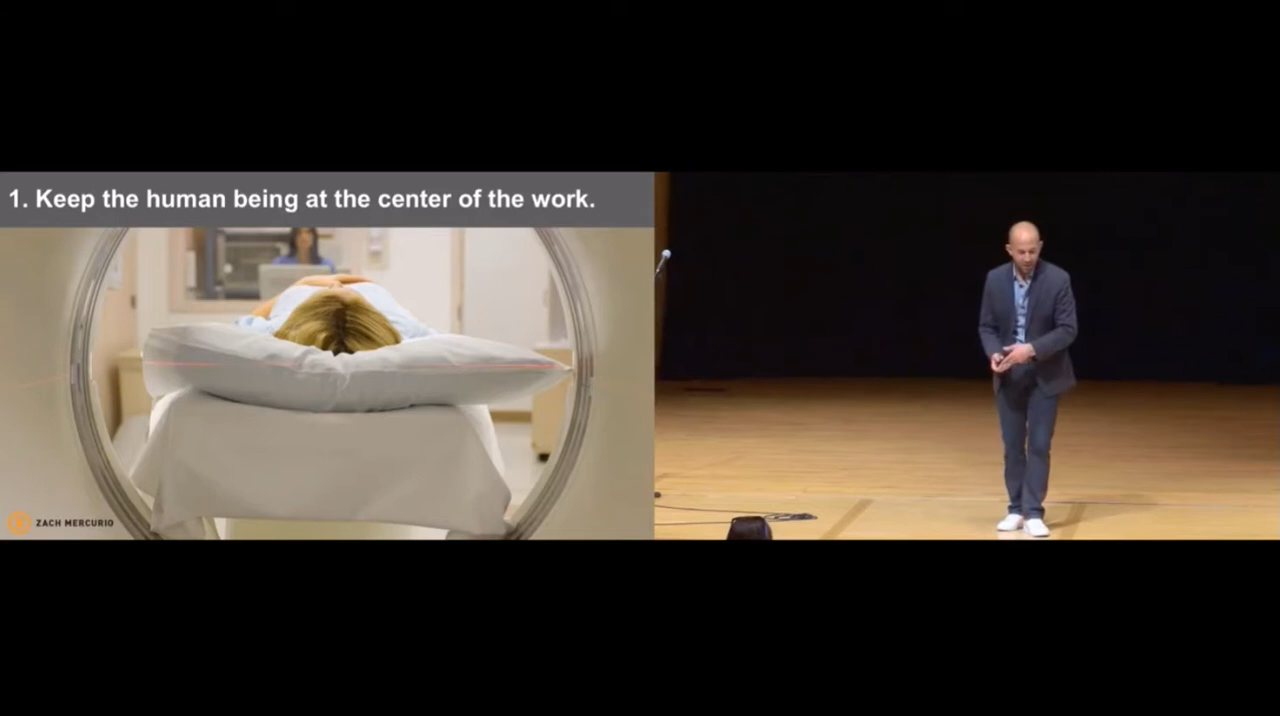 1. Keep the human being at the center of the work.
ZACH MERCURIO